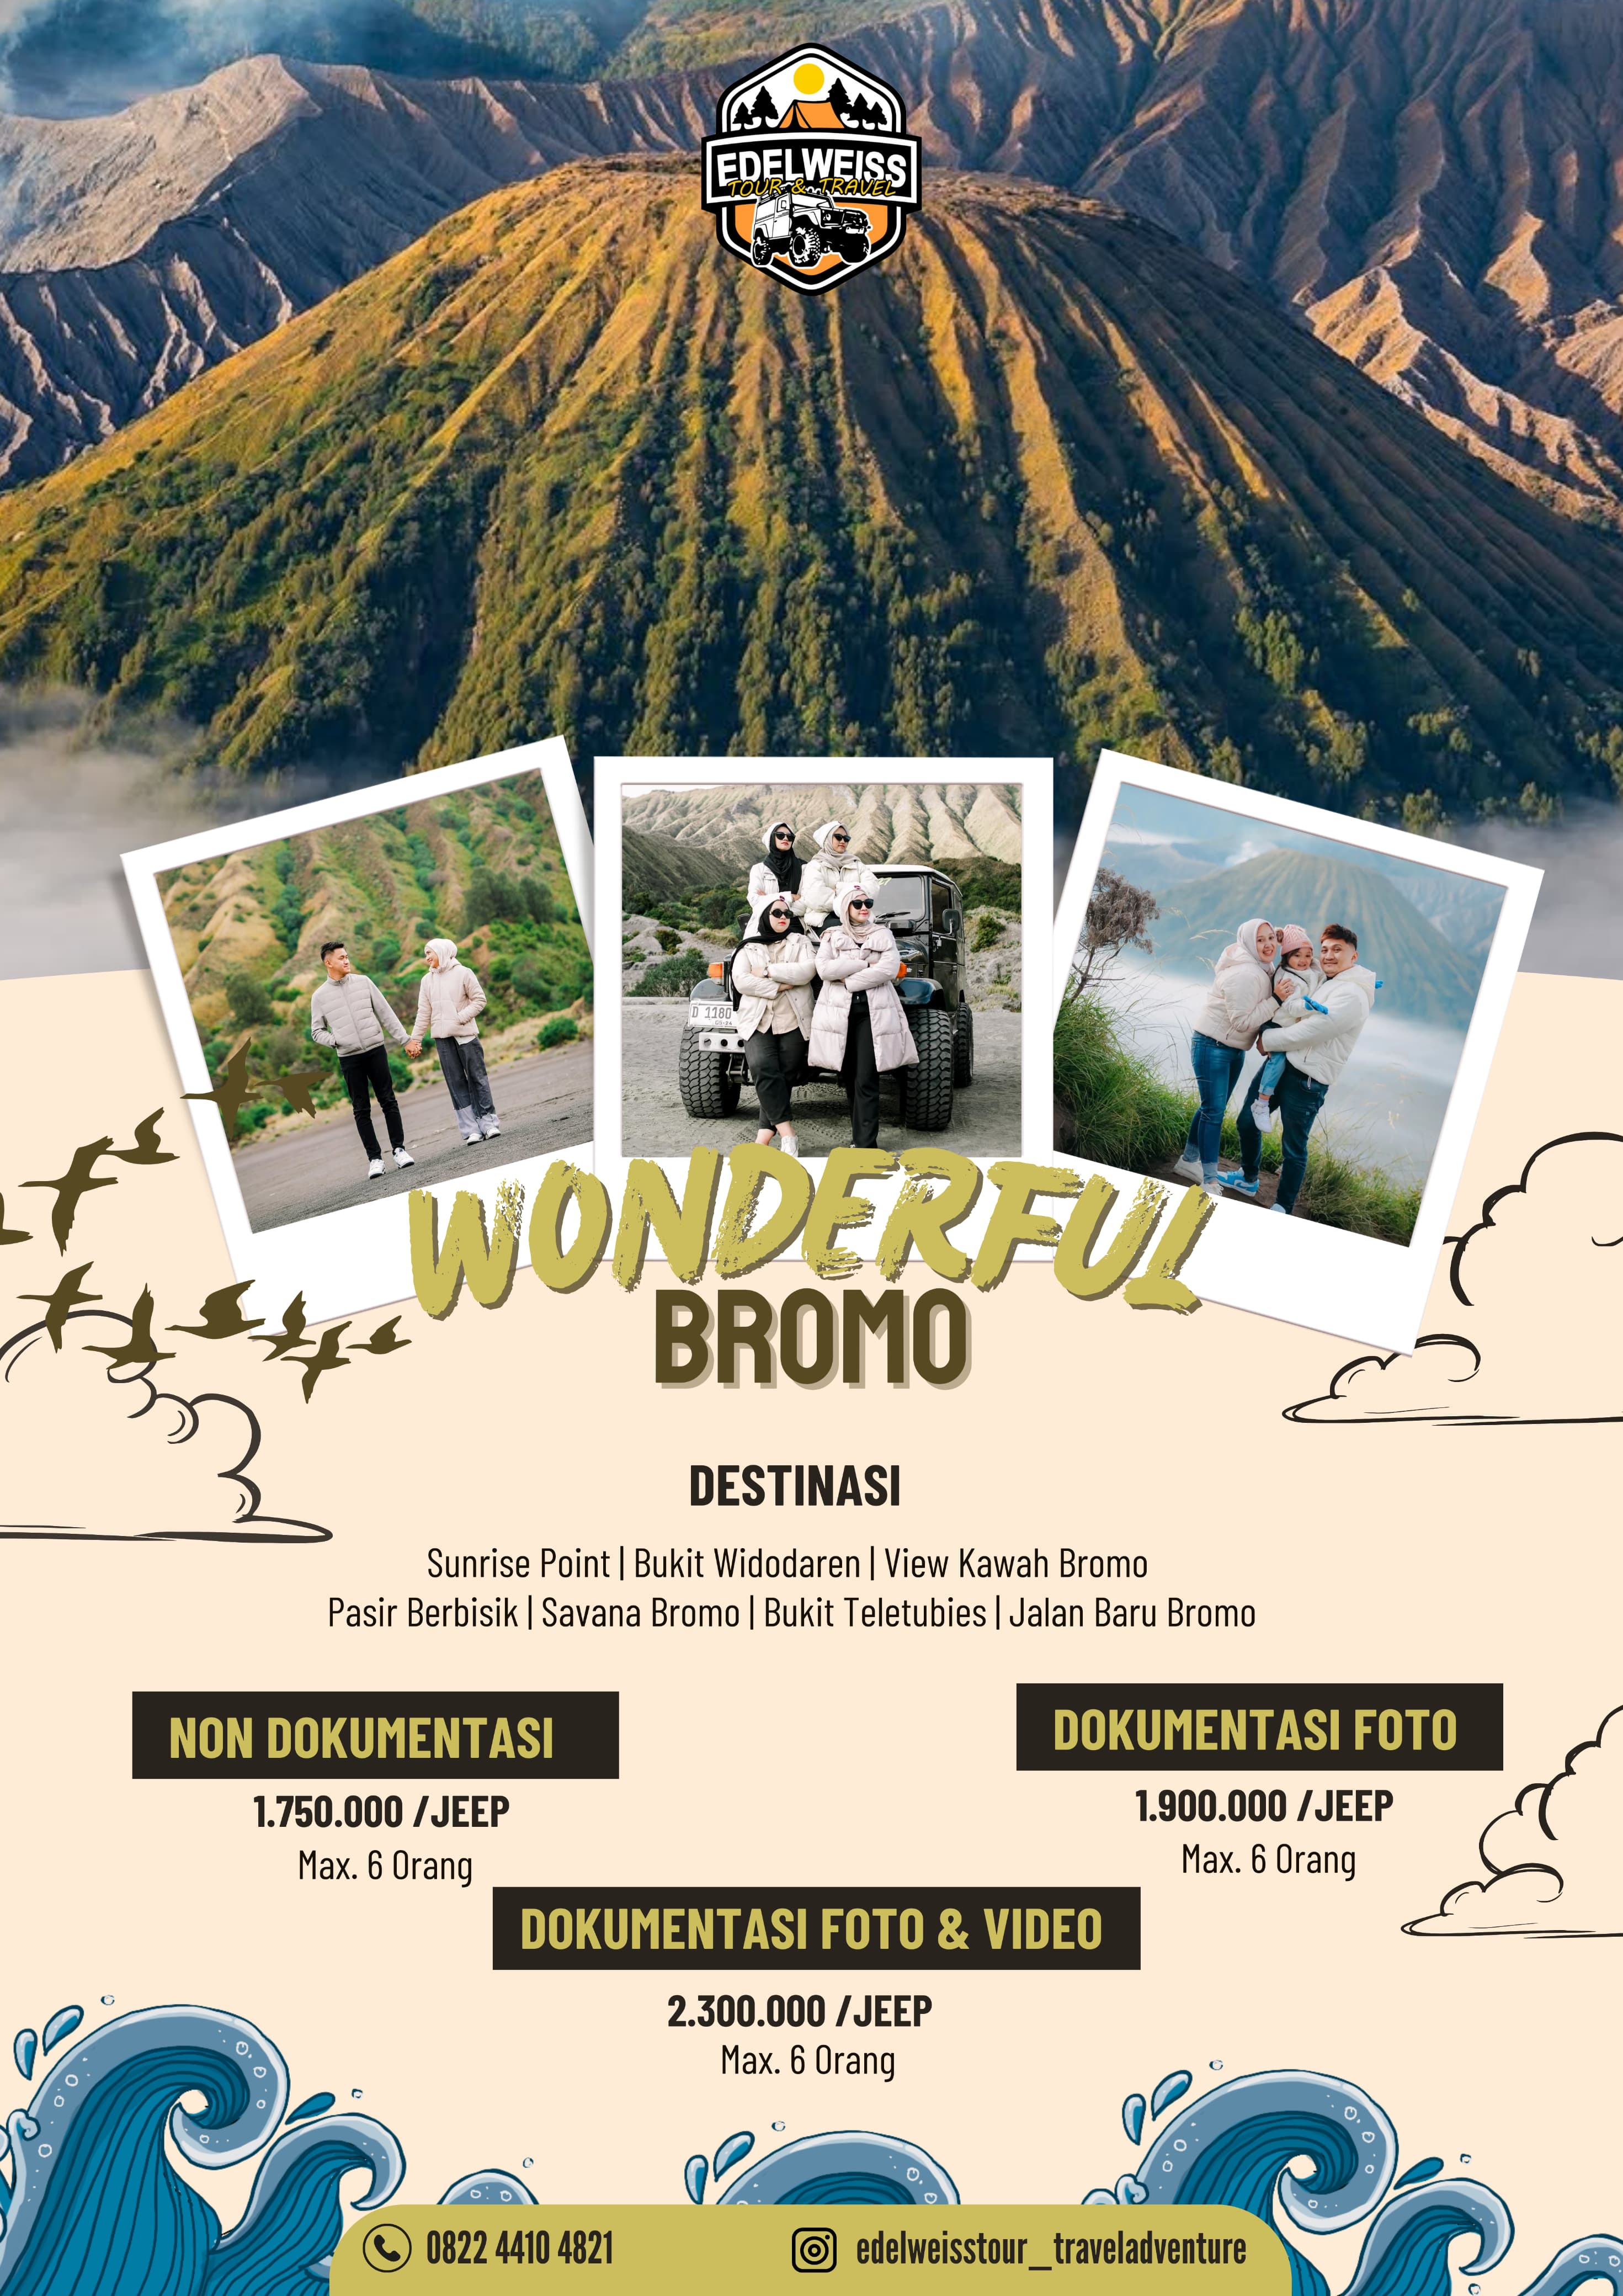 EDELWEISS
TOUR & TRAVEL
D 1180
WONDERFUL
BROMO
DESTINASI
Sunrise Point | Bukit Widodaren | View Kawah Bromo
Pasir Berbisik | Savana Bromo | Bukit Teletubies | Jalan Baru Bromo
NON DOKUMENTASI
1.750.000 /JEEP
Max. 6 Orang
DOKUMENTASI FOTO
1.900.000 /JEEP
Max. 6 Orang
DOKUMENTASI FOTO & VIDEO
2.300.000 /JEEP
Max. 6 Orang
0822 4410 4821
edelweisstour_traveladventure